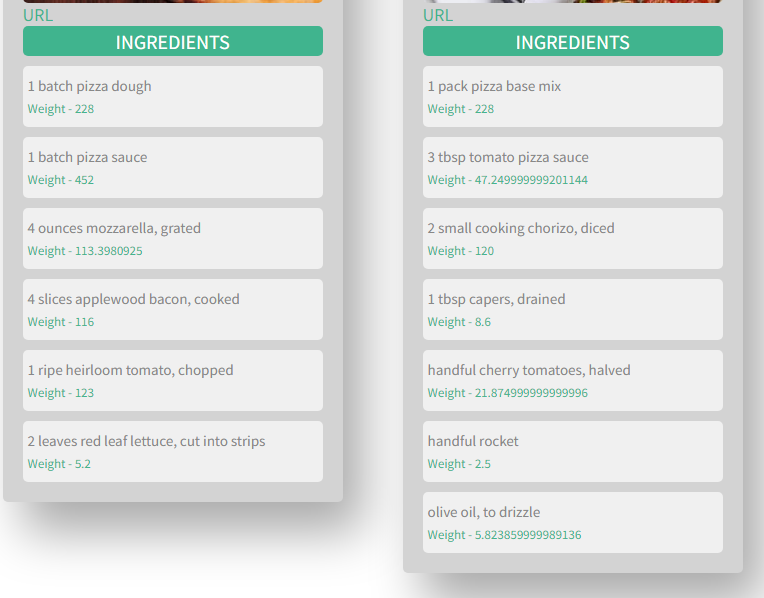 URL
INGREDIENTS
1 batch pizza dough
Weight - 228
1 batch pizza sauce
Weight - 452
4 ounces mozzarella, grated
Weight - 113.3980925
4 slices applewood bacon, cooked
Weight - 116
1 ripe heirloom tomato, chopped
Weight - 123
2 leaves red leaf lettuce, cut into strips
Weight - 5.2
URL
INGREDIENTS
1 pack pizza base mix
Weight - 228
3 tbsp tomato pizza sauce
Weight - 47.249999999201144
2 small cooking chorizo, diced
Weight - 120
1 tbsp capers, drained
Weight - 8.6
handful cherry tomatoes, halved
Weight - 21.874999999999996
handful rocket
Weight - 2.5
olive oil, to drizzle
Weight - 5.823859999989136